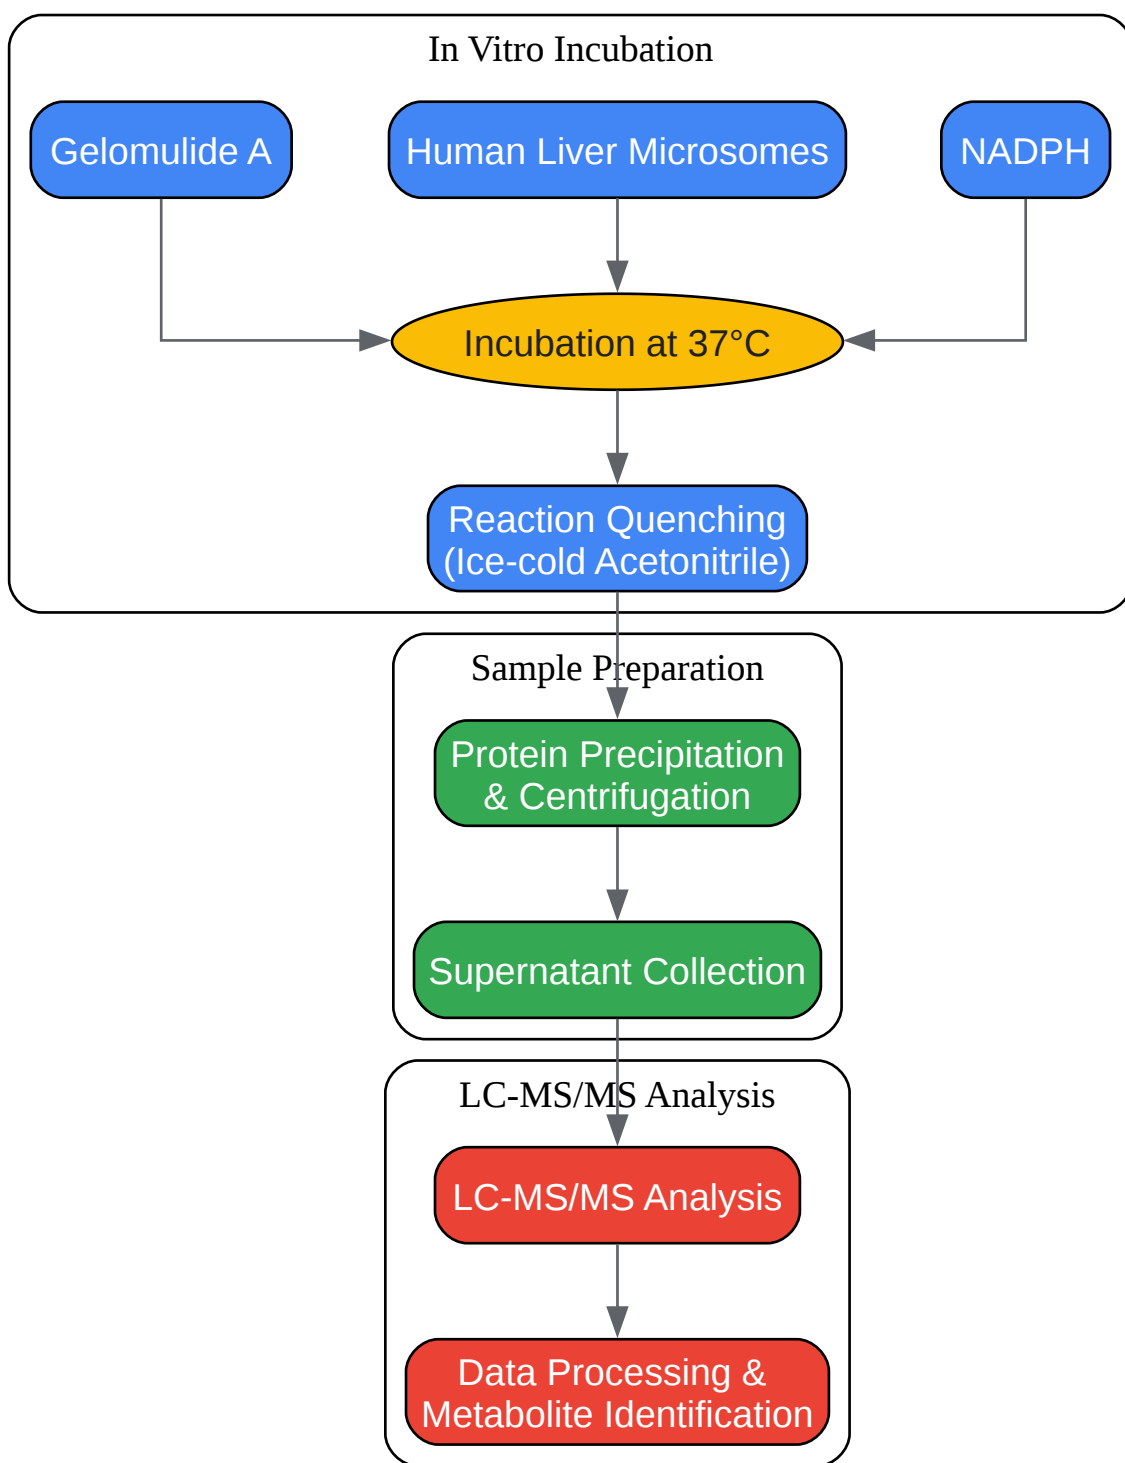 In Vitro Incubation
Gelomulide A
Human Liver Microsomes
NADPH
Incubation at 37°C
Reaction Quenching
(Ice-cold Acetonitrile)
Sample Preparation
Protein Precipitation
& Centrifugation
Supernatant Collection
LC-MS/MS Analysis
LC-MS/MS Analysis
Data Processing &
Metabolite Identification